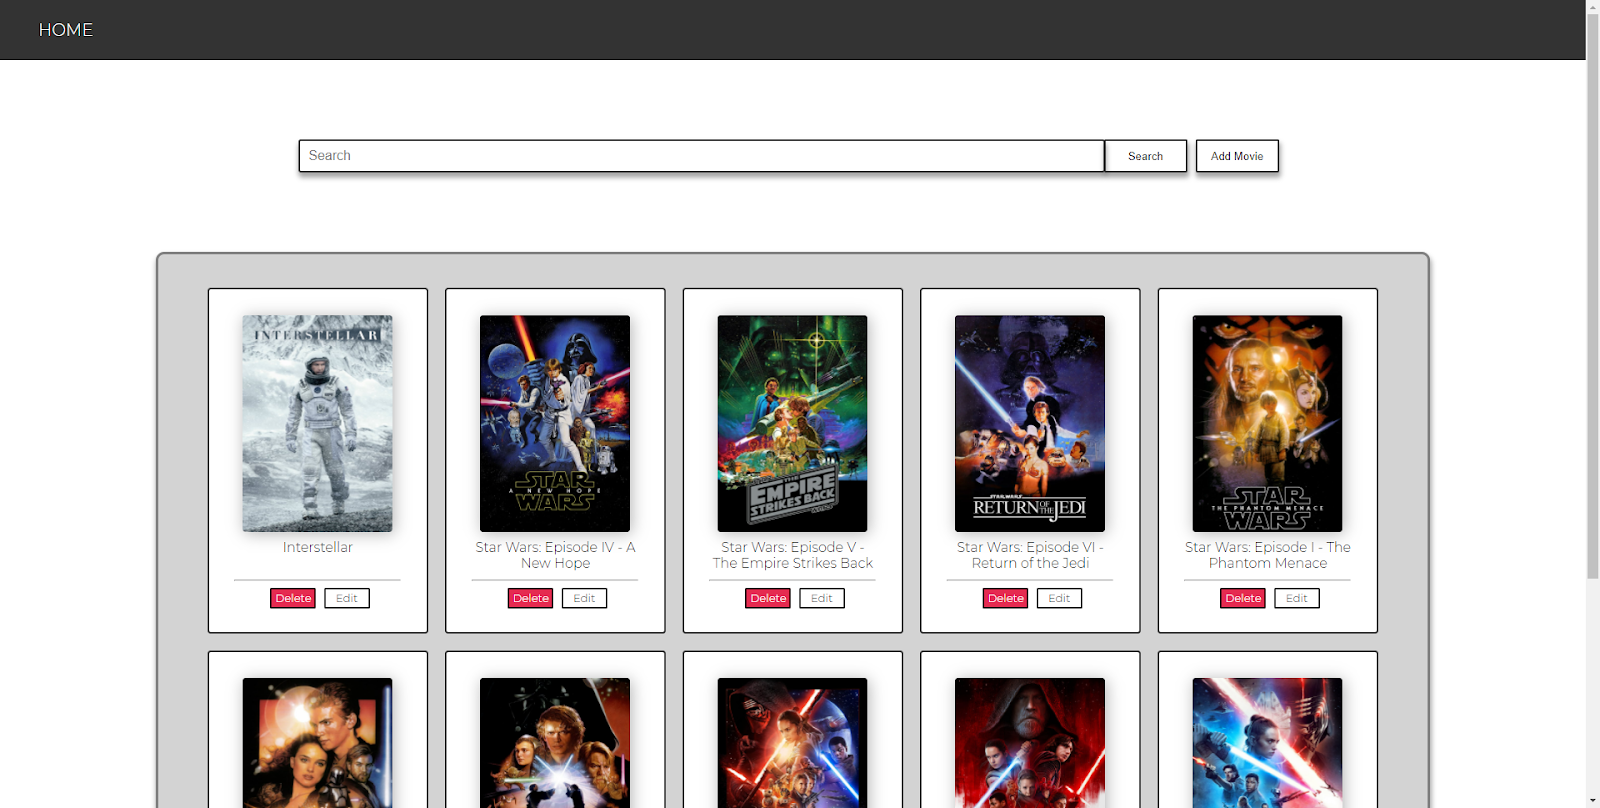 HOME
Search
Search
Add Movie
INTERSTELLAR
STAR
A NEW HOPE
WARS
THE
EMPIRE
STRIKES BACK
STAR WARS
RETURN OF THE JEDI
STAR
THE PHANTOM MENACE
WARS
Interstellar
Star Wars: Episode IV - A
New Hope
Star Wars: Episode V -
The Empire Strikes Back
Star Wars: Episode VI -
Return of the Jedi
Star Wars: Episode I - The
Phantom Menace
Delete
Edit
Delete
Edit
Delete
Edit
Delete
Edit
Delete
Edit